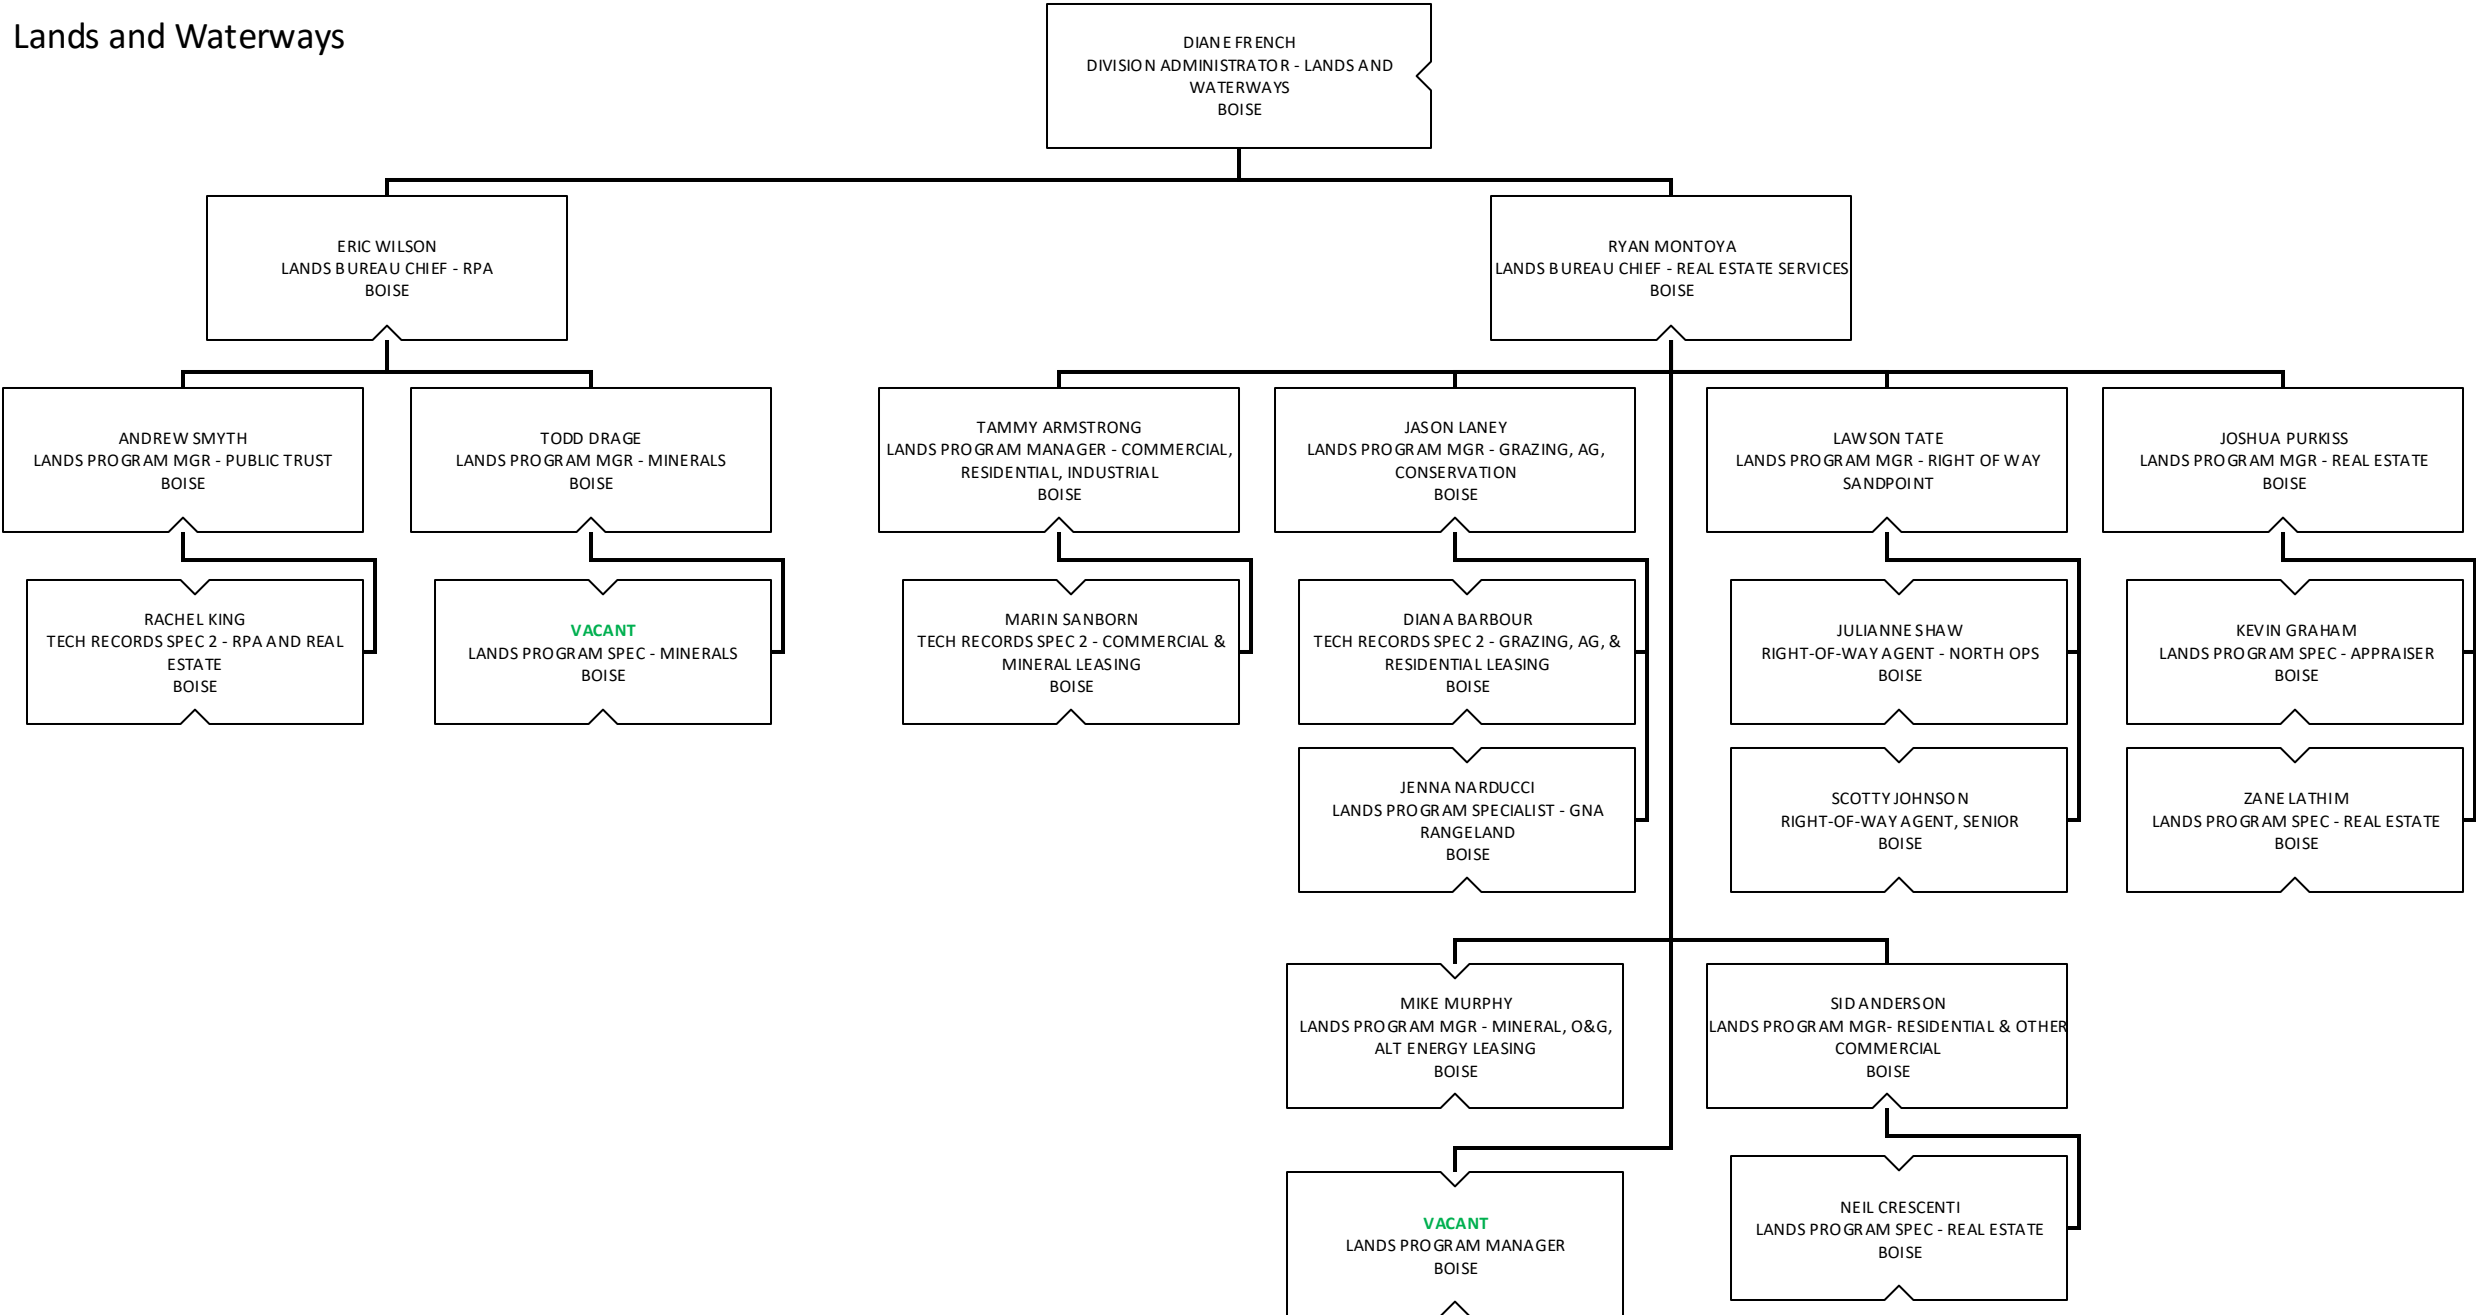 Lands and Waterways
DIANE FRENCH
DIVISION ADMINISTRATOR - LANDS AND
WATERWAYS
BOISE
ERIC WILSON
LANDS BUREAU CHIEF - RPA
BOISE
RYAN MONTOYA
LANDS BUREAU CHIEF - REAL ESTATE SERVICES
BOISE
ANDREW SMYTH
LANDS PROGRAM MGR - PUBLIC TRUST
BOISE
TODD DRAGE
LANDS PROGRAM MGR - MINERALS
BOISE
TAMMY ARMSTRONG
LANDS PROGRAM MANAGER - COMMERCIAL,
RESIDENTIAL, INDUSTRIAL
BOISE
JASON LANEY
LANDS PROGRAM MGR - GRAZING, AG,
CONSERVATION
BOISE
LAWSON TATE
LANDS PROGRAM MGR - RIGHT OF WAY
SANDPOINT
JOSHUA PURKISS
LANDS PROGRAM MGR - REAL ESTATE
BOISE
RACHEL KING
TECH RECORDS SPEC 2 - RPA AND REAL
ESTATE
BOISE
VACANT
LANDS PROGRAM SPEC - MINERALS
BOISE
MARIN SANBORN
TECH RECORDS SPEC 2 - COMMERCIAL &
MINERAL LEASING
BOISE
DIANA BARBOUR
TECH RECORDS SPEC 2 - GRAZING, AG, &
RESIDENTIAL LEASING
BOISE
JULIANNE SHAW
RIGHT-OF-WAY AGENT - NORTH OPS
BOISE
KEVIN GRAHAM
LANDS PROGRAM SPEC - APPRAISER
BOISE
JENNA NARDUCCI
LANDS PROGRAM SPECIALIST - GNA
RANGELAND
BOISE
SCOTTY JOHNSON
RIGHT-OF-WAY AGENT, SENIOR
BOISE
ZANE LATHIM
LANDS PROGRAM SPEC - REAL ESTATE
BOISE
MIKE MURPHY
LANDS PROGRAM MGR - MINERAL, O&G,
ALT ENERGY LEASING
BOISE
SID ANDERSON
LANDS PROGRAM MGR- RESIDENTIAL & OTHER
COMMERCIAL
BOISE
VACANT
LANDS PROGRAM MANAGER
BOISE
NEIL CRESCENTI
LANDS PROGRAM SPEC - REAL ESTATE
BOISE